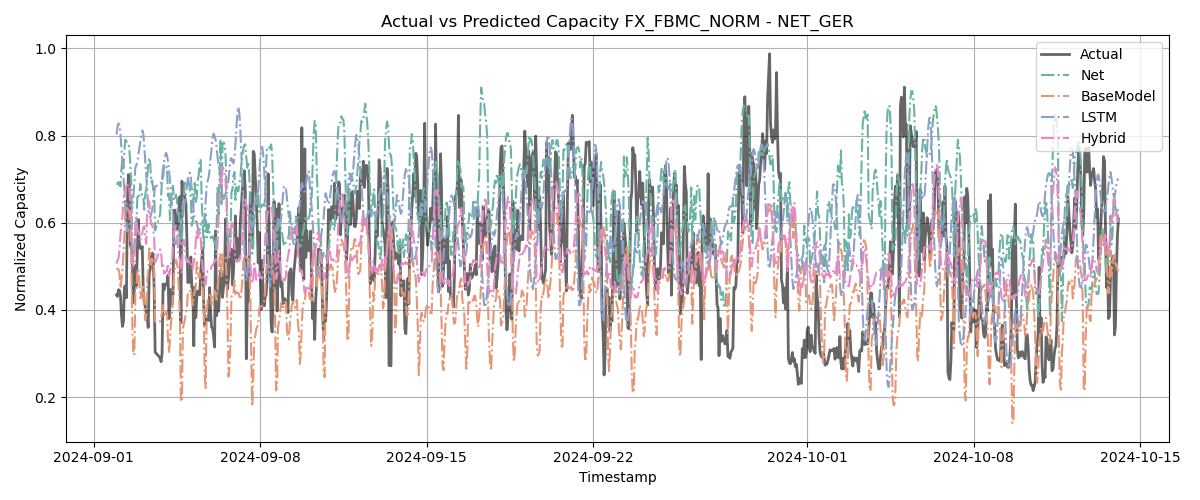 Actual vs Predicted Capacity FX_FBMC_NORM - NET_GER
Normalized Capacity
1.0
0.8
0.6
0.4
0.2
Actual
Net
BaseModel
LSTM
Hybrid
2024-09-01
2024-09-08
2024-09-15
2024-09-22
2024-10-01
2024-10-08
2024-10-15
Timestamp